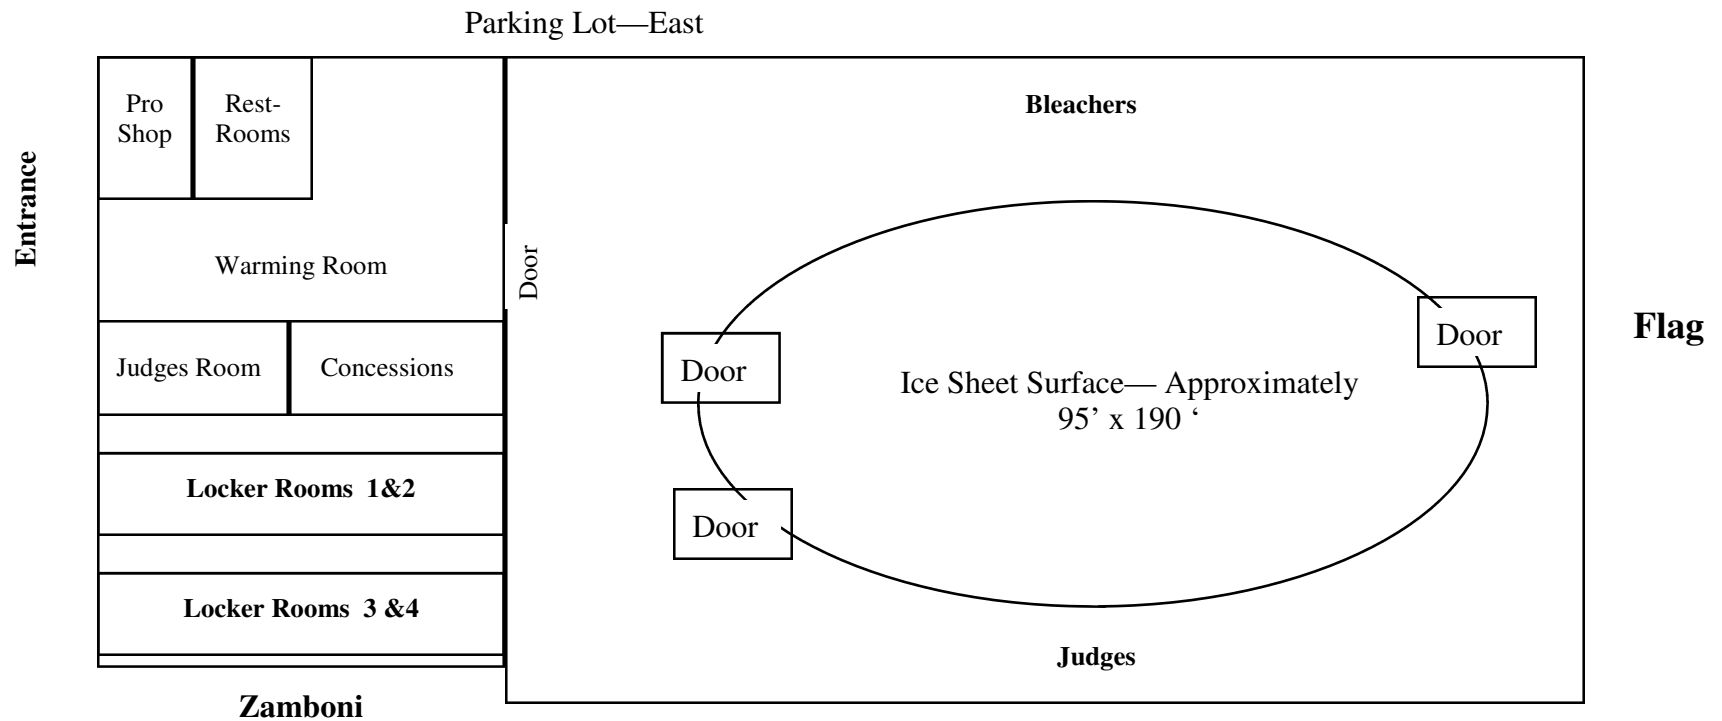 Parking Lot—East
Pro
Shop
Rest-
Rooms
Bleachers
Entrance
Warming Room
Door
Door
Door
Flag
Judges Room
Concessions
Ice Sheet Surface— Approximately
95’ x 190 ‘
Locker Rooms 1&2
Door
Locker Rooms 3 &4
Judges
Zamboni